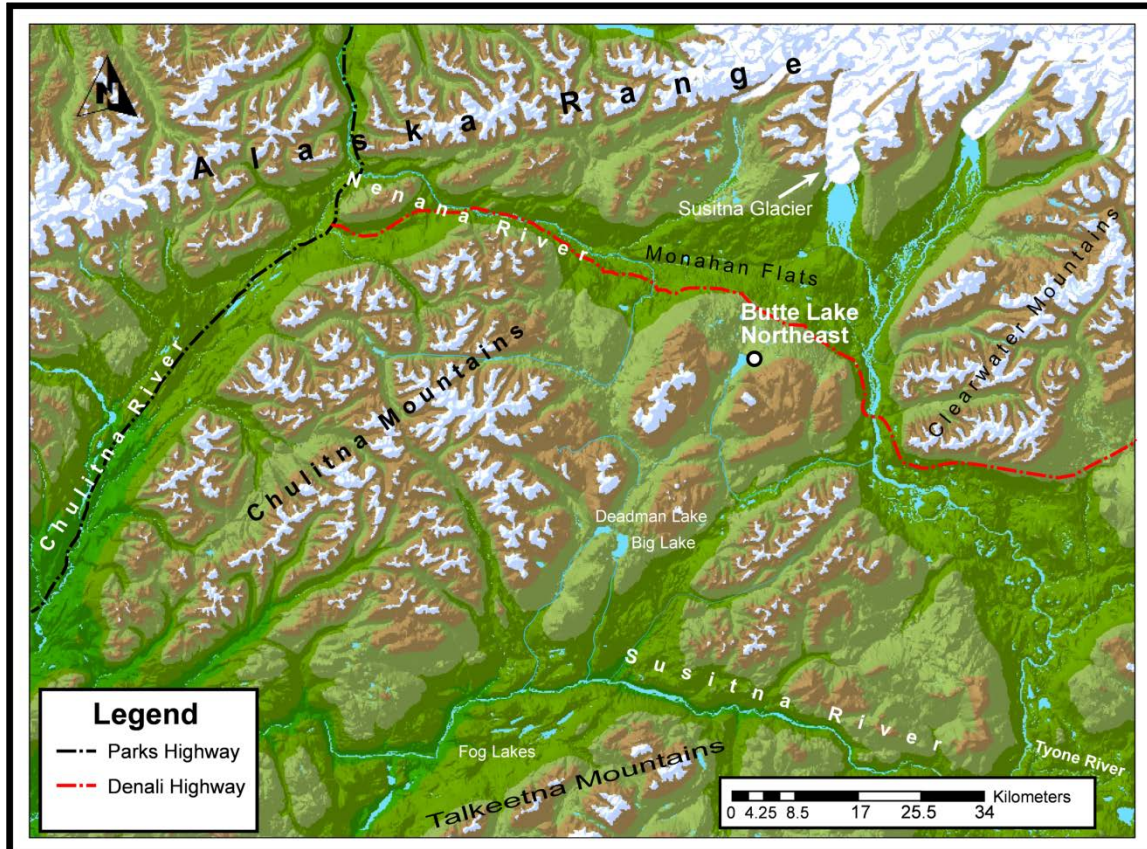 N
Alaska Range
Nenana River
Susitna Glacier
Monahan Flats
Butte Lake
Northeast
Clearwater Mountains
Chulitna River
Chulitna Mountains
Deadman Lake
Big Lake
Susitna River
Fog Lakes
Talkeetna Mountains
Tyone River
Legend
Parks Highway
Denali Highway
0 4.25 8.5 17 25.5 34 Kilometers